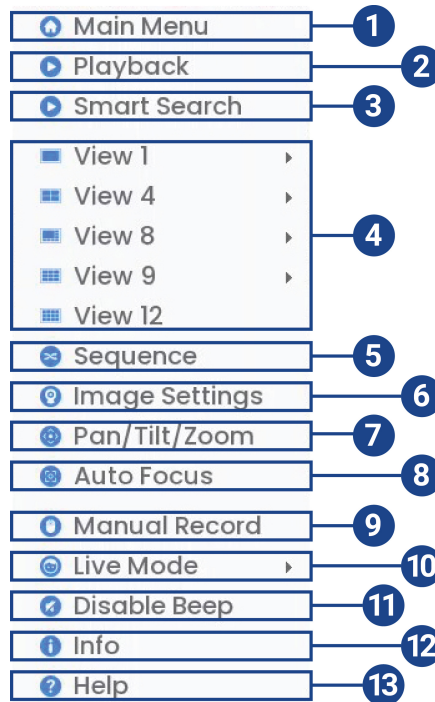 Main Menu 1
Playback 2
Smart Search 3
View 1
View 4
View 8 4
View 9
View 12
Sequence 5
Image Settings 6
Pan/Tilt/Zoom 7
Auto Focus 8
Manual Record 9
Live Mode 10
Disable Beep 11
Info 12
Help 13